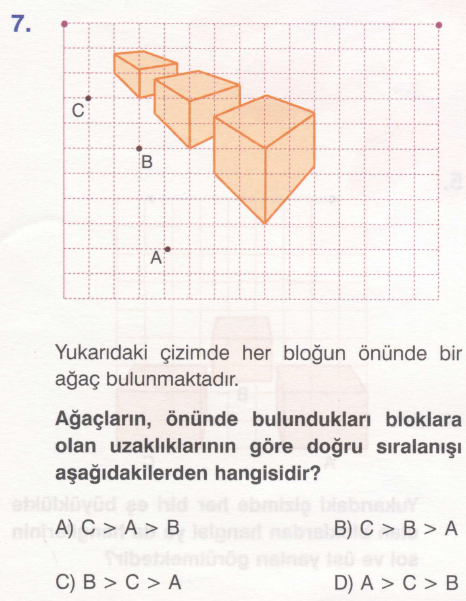 7.
C
B
A
Yukarıdaki çizimde her bloğun önünde bir
ağaç bulunmaktadır.
Ağaçların, önünde bulundukları bloklara
olan uzaklıklarının göre doğru sıralanışı
aşağıdakilerden hangisidir?
A) C > A > B
B) C > B > A
C) B > C > A
D) A > C > B